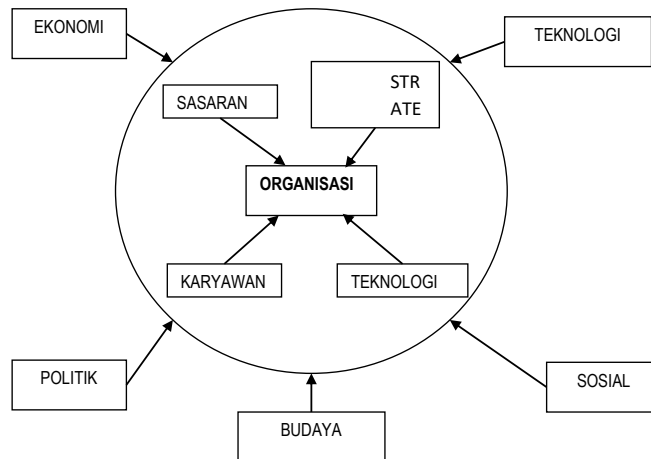 EKONOMI
TEKNOLOGI
SASARAN
STR
ATE
ORGANISASI
KARYAWAN
TEKNOLOGI
POLITIK
SOSIAL
BUDAYA